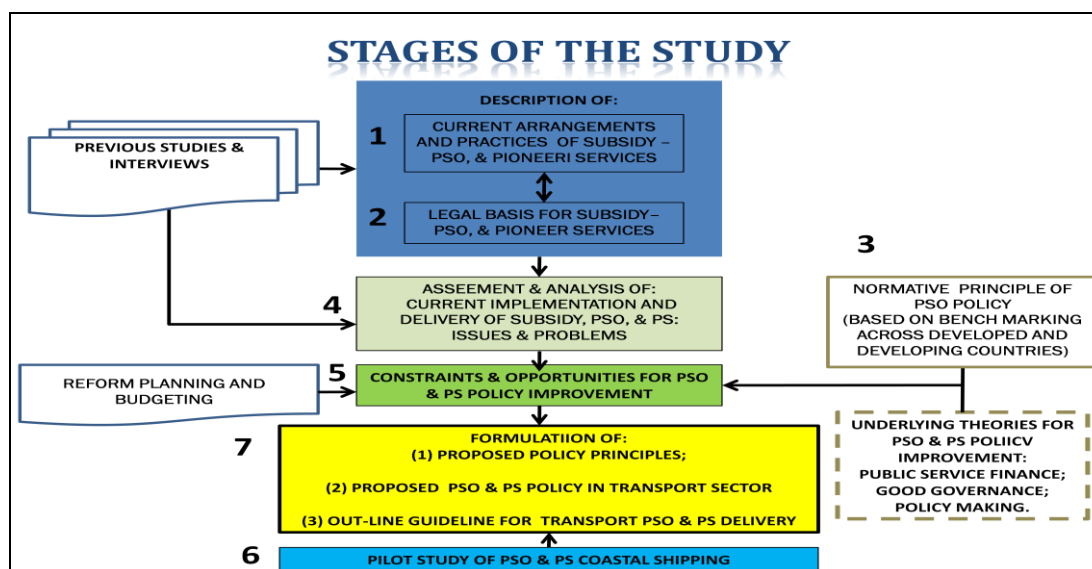 STAGES OF THE STUDY
DESCRIPTION OF:
1
CURRENT ARRANGEMENTS
AND PRACTICES OF SUBSIDY –
PSO, & PIONEERI SERVICES
PREVIOUS STUDIES &
INTERVIEWS
2
LEGAL BASIS FOR SUBSIDY–
PSO, & PIONEER SERVICES
3
NORMATIVE PRINCIPLE OF
PSO POLICY
(BASED ON BENCH MARKING
ACROSS DEVELOPED AND
DEVELOPING COUNTRIES)
4
ASSEEMENT & ANALYSIS OF:
CURRENT IMPLEMENTATION AND
DELIVERY OF SUBSIDY, PSO, & PS:
ISSUES & PROBLEMS
REFORM PLANNING AND
BUDGETING
5
CONSTRAINTS & OPPORTUNITIES FOR PSO
& PS POLICY IMPROVEMENT
UNDERLYING THEORIES FOR
PSO & PS POLIICV
IMPROVEMENT:
PUBLIC SERVICE FINANCE;
GOOD GOVERNANCE;
POLICY MAKING.
7
FORMULATIION OF:
(1) PROPOSED POLICY PRINCIPLES;
(2) PROPOSED PSO & PS POLICY IN TRANSPORT SECTOR
(3) OUT-LINE GUIDELINE FOR TRANSPORT PSO & PS DELIVERY
6
PILOT STUDY OF PSO & PS COASTAL SHIPPING